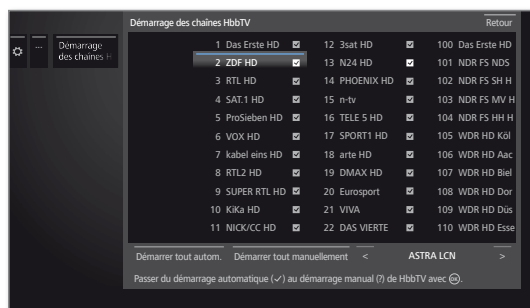 Démarrage des chaînes HbbTV Retour
... Démarrage des chaines H
1 Das Erste HD 12 3sat HD 100 Das Erste HD
2 ZDF HD 13 N24 HD 101 NDR FS NDS
3 RTL HD 14 PHOENIX HD 102 NDR FS SH H
4 SAT.1 HD 15 n-tv 103 NDR FS MV H
5 ProSieben HD 16 TELE 5 HD 104 NDR FS HH H
6 VOX HD 17 SPORT1 HD 105 WDR HD Köl
7 kabel eins HD 18 arte HD 106 WDR HD Aac
8 RTL2 HD 19 DMAX HD 107 WDR HD Biel
9 SUPER RTL HD 20 Eurosport 108 WDR HD Dor
10 KiKa HD 21 VIVA 109 WDR HD Düs
11 NICK/CC HD 22 DAS VIERTE 110 WDR HD Esse
Démarrer tout autom. Démarrer tout manuellement < ASTRA LCN >
Passer du démarrage automatique (✓) au démarrage manual (?) de HbbTV avec OK.